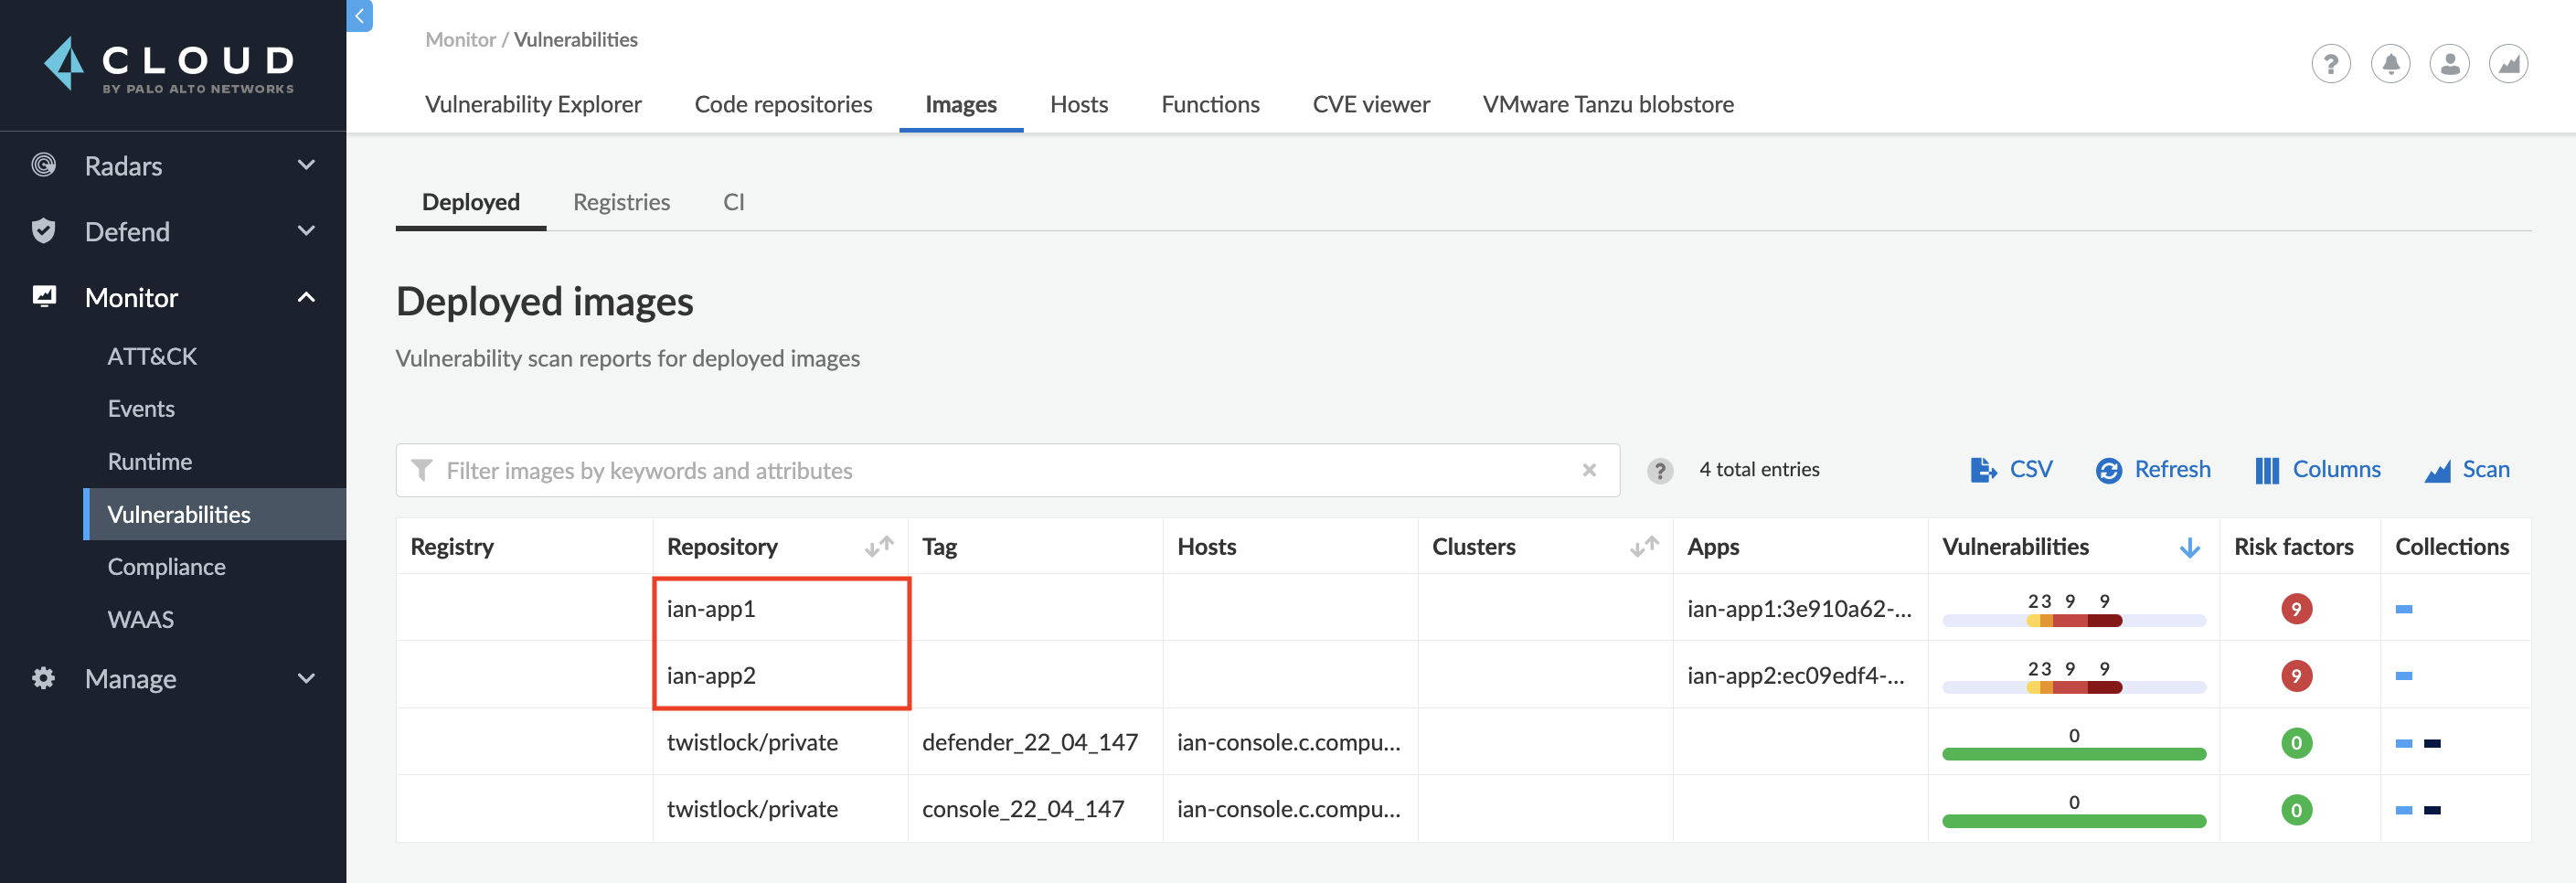 CLOUD
BY PALO ALTO NETWORKS
Radars
Defend
Monitor
ATT&CK
Events
Runtime
Vulnerabilities
Compliance
WAAS
Manage
Monitor / Vulnerabilities
Vulnerability Explorer Code repositories Images Hosts Functions CVE viewer VMware Tanzu blobstore
?
Deployed Registries CI
Deployed images
Vulnerability scan reports for deployed images
Filter images by keywords and attributes × ? 4 total entries CSV Refresh Columns Scan
Registry Repository Tag Hosts Clusters Apps Vulnerabilities Risk factors Collections
ian-app1 ian-app1:3e910a62-... 2 3 9 9 9
ian-app2 ian-app2:ec09edf4-... 2 3 9 9 9
twistlock/private defender_22_04_147 ian-console.c.compu... 0 0
twistlock/private console_22_04_147 ian-console.c.compu... 0 0